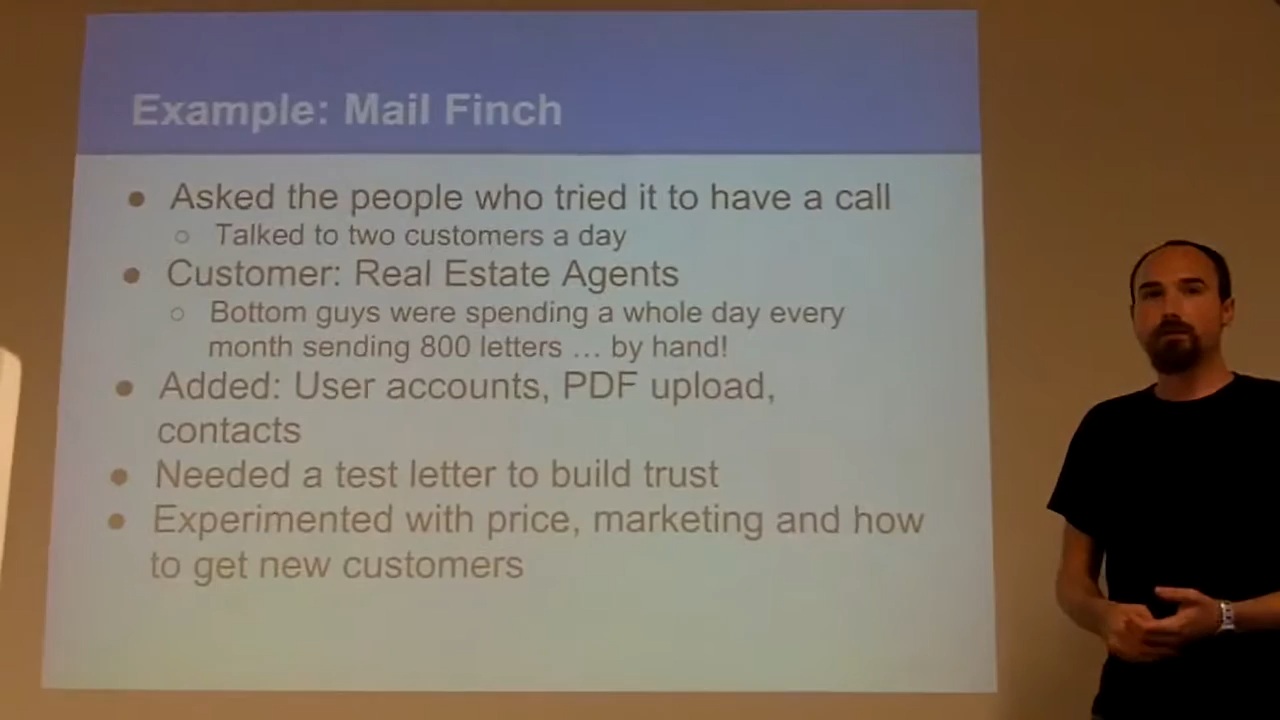 Example: Mail Finch
● Asked the people who tried it to have a call
○ Talked to two customers a day
● Customer: Real Estate Agents
○ Bottom guys were spending a whole day every
month sending 800 letters ... by hand!
● Added: User accounts, PDF upload,
contacts
● Needed a test letter to build trust
● Experimented with price, marketing and how
to get new customers